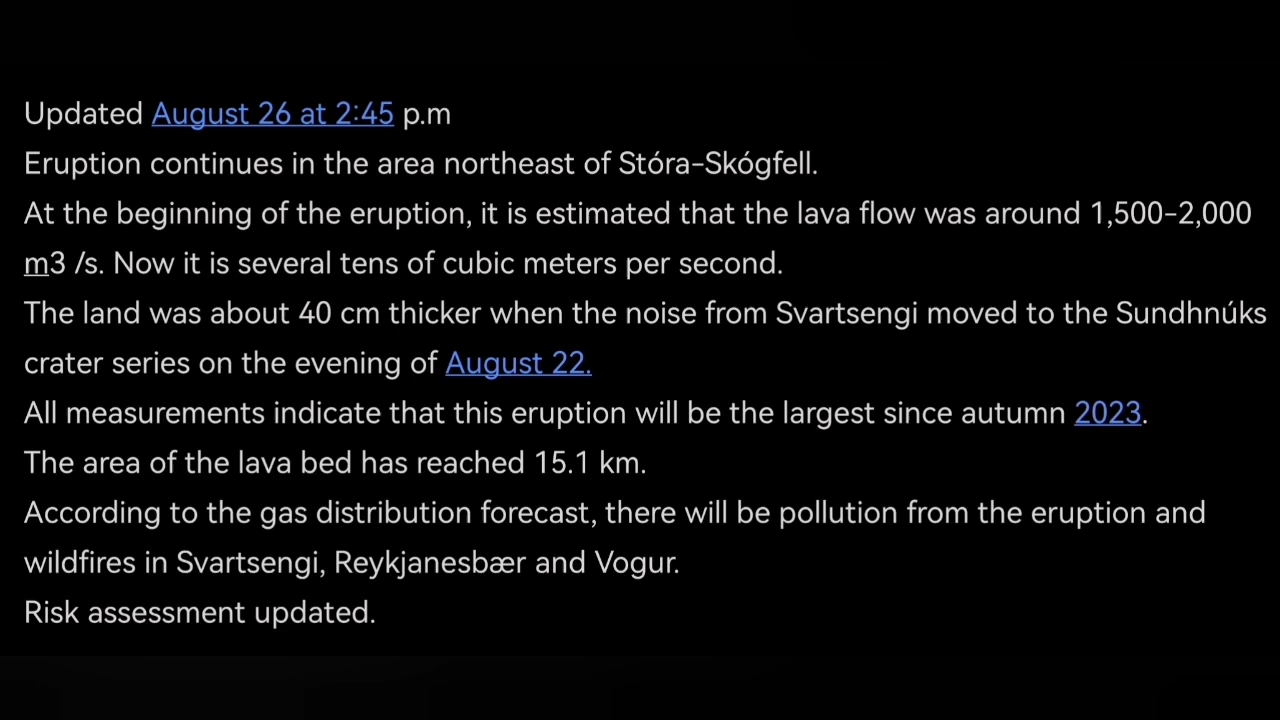 Updated August 26 at 2:45 p.m
Eruption continues in the area northeast of Stóra-Skógfell.
At the beginning of the eruption, it is estimated that the lava flow was around 1,500-2,000
m3 /s. Now it is several tens of cubic meters per second.
The land was about 40 cm thicker when the noise from Svartsengi moved to the Sundhnúks
crater series on the evening of August 22.
All measurements indicate that this eruption will be the largest since autumn 2023.
The area of the lava bed has reached 15.1 km.
According to the gas distribution forecast, there will be pollution from the eruption and
wildfires in Svartsengi, Reykjanesbær and Vogur.
Risk assessment updated.